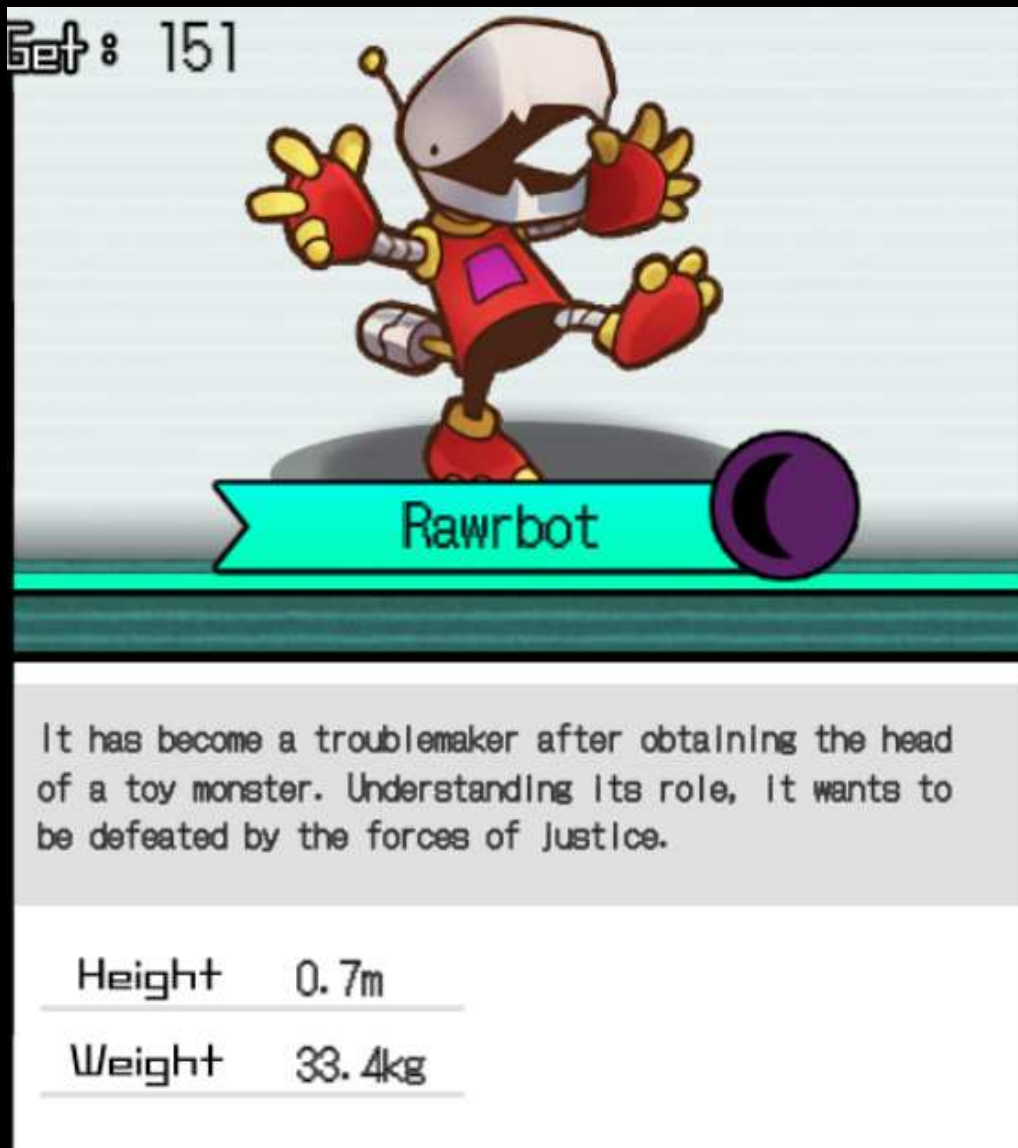 Get: 151
Rawrbot
It has become a troublemaker after obtaining the head
of a toy monster. Understanding its role, it wants to
be defeated by the forces of justice.
Height 0.7m
Weight 33.4kg